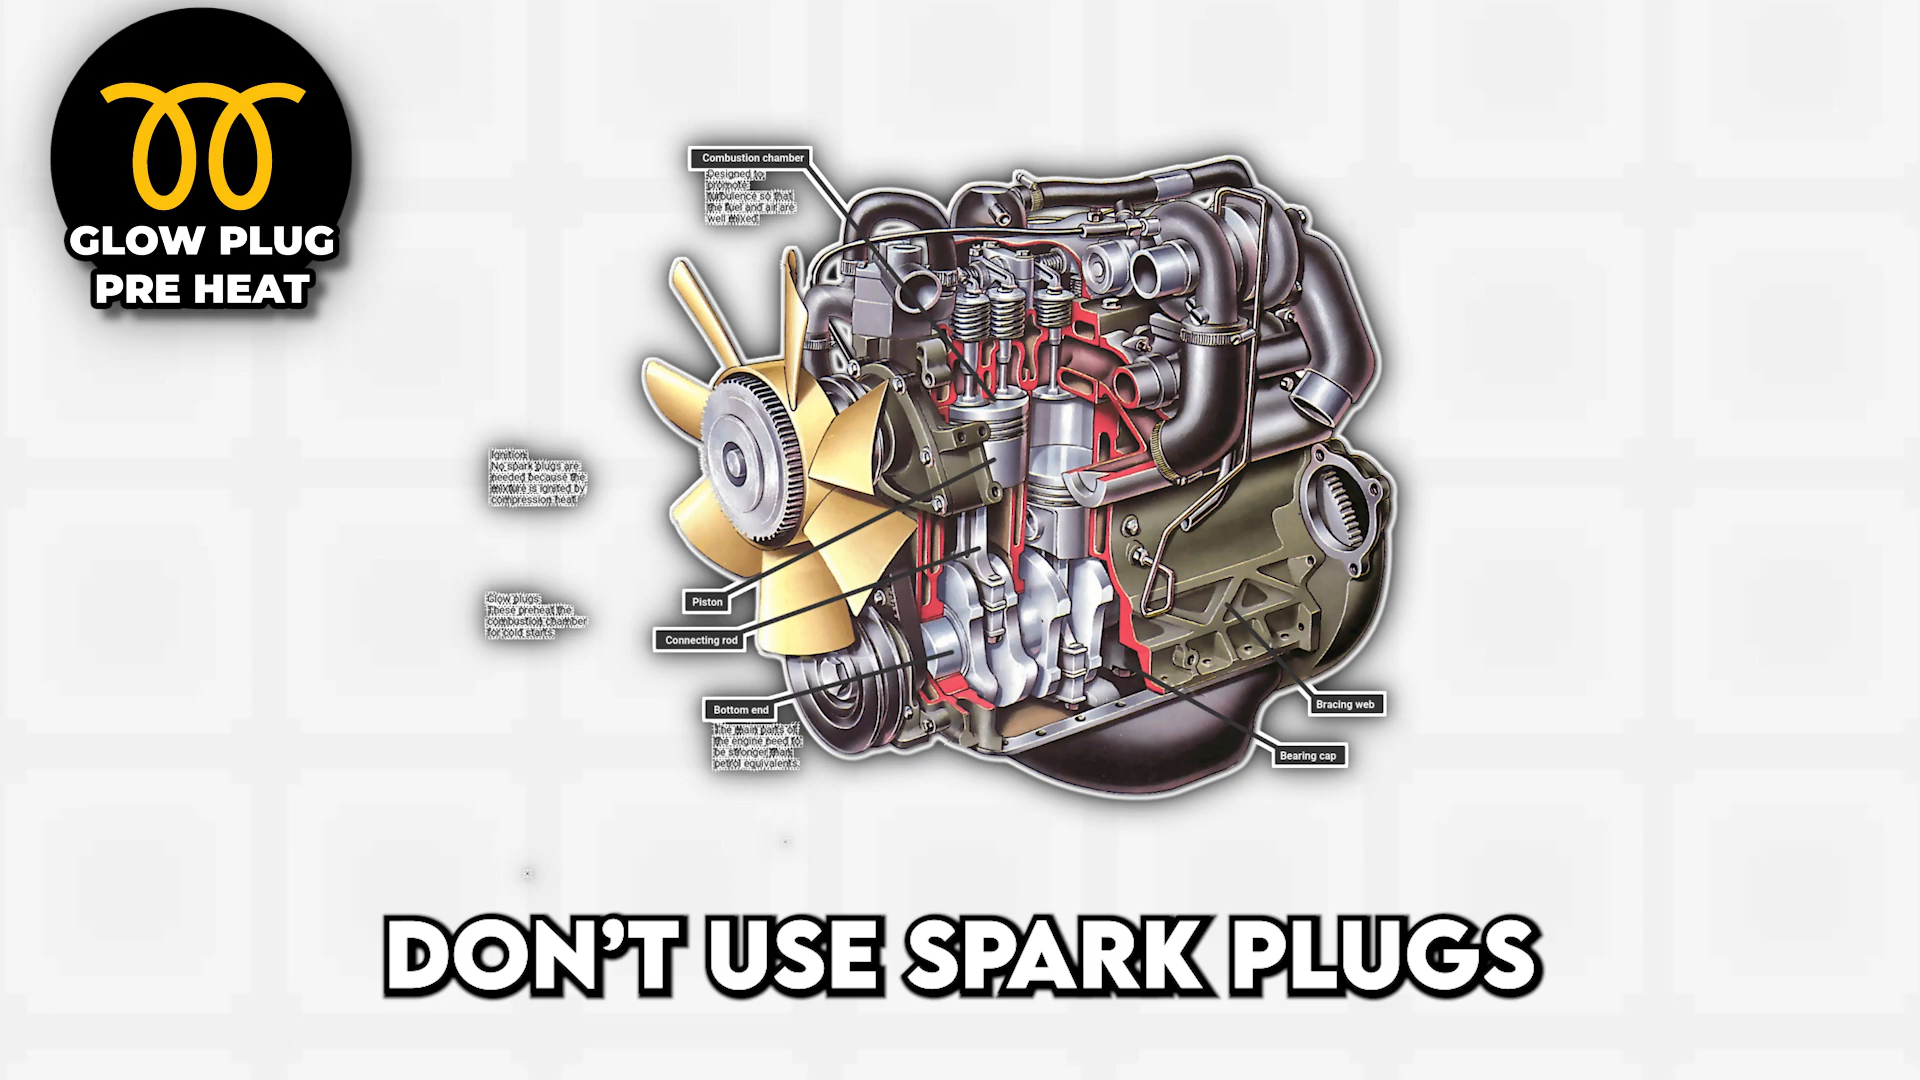 GLOW PLUG
PRE HEAT
Combustion chamber
Designed to
promote
turbulence so that
the fuel and air are
well mixed.
Ignition
No spark plugs are
needed because the
mixture is ignited by
compression heat.
Glow plugs
These preheat the
combustion chamber
for cold starts.
Piston
Connecting rod
Bottom end
The main parts of
the engine need to
be stronger than
petrol equivalents.
Bracing web
Bearing cap
DON'T USE SPARK PLUGS